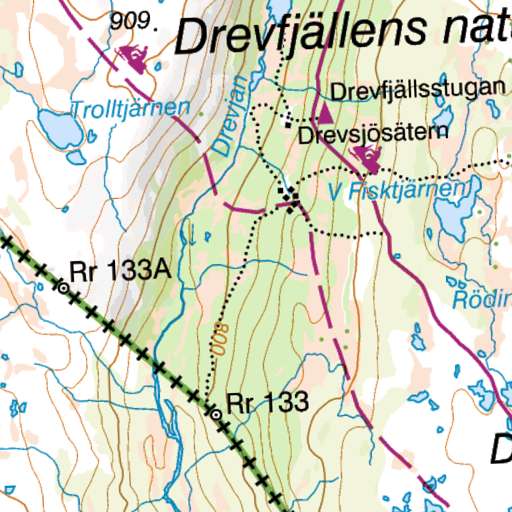 909.
Drevfjällens nat
Drevfjällsstugan
Trolltjärnen
Drevjan
Drevsjösätern
V Fisktjärnen
Rr 133A
Rödin
800
Rr 133
D